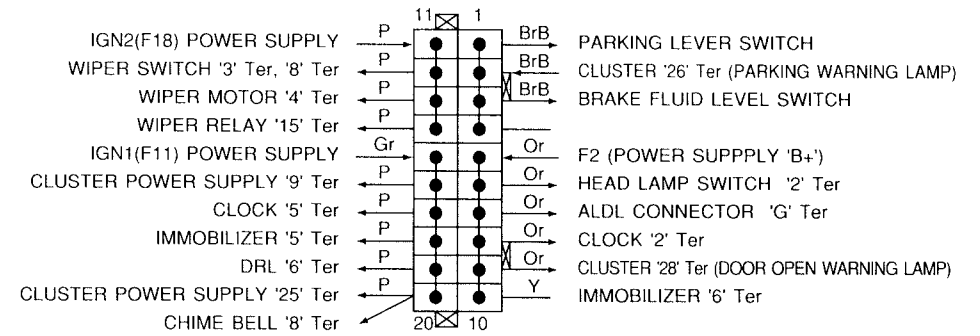 11 1
IGN2(F18) POWER SUPPLY P BrB PARKING LEVER SWITCH
WIPER SWITCH '3' Ter, '8' Ter P BrB CLUSTER '26' Ter (PARKING WARNING LAMP)
WIPER MOTOR '4' Ter P BrB BRAKE FLUID LEVEL SWITCH
WIPER RELAY '15' Ter P
IGN1(F11) POWER SUPPLY Gr Or F2 (POWER SUPPPLY 'B+')
CLUSTER POWER SUPPLY '9' Ter P Or HEAD LAMP SWITCH '2' Ter
CLOCK '5' Ter P Or ALDL CONNECTOR 'G' Ter
IMMOBILIZER '5' Ter P Or CLOCK '2' Ter
DRL '6' Ter P Or CLUSTER '28' Ter (DOOR OPEN WARNING LAMP)
CLUSTER POWER SUPPLY '25' Ter P Y IMMOBILIZER '6' Ter
CHIME BELL '8' Ter 20 10